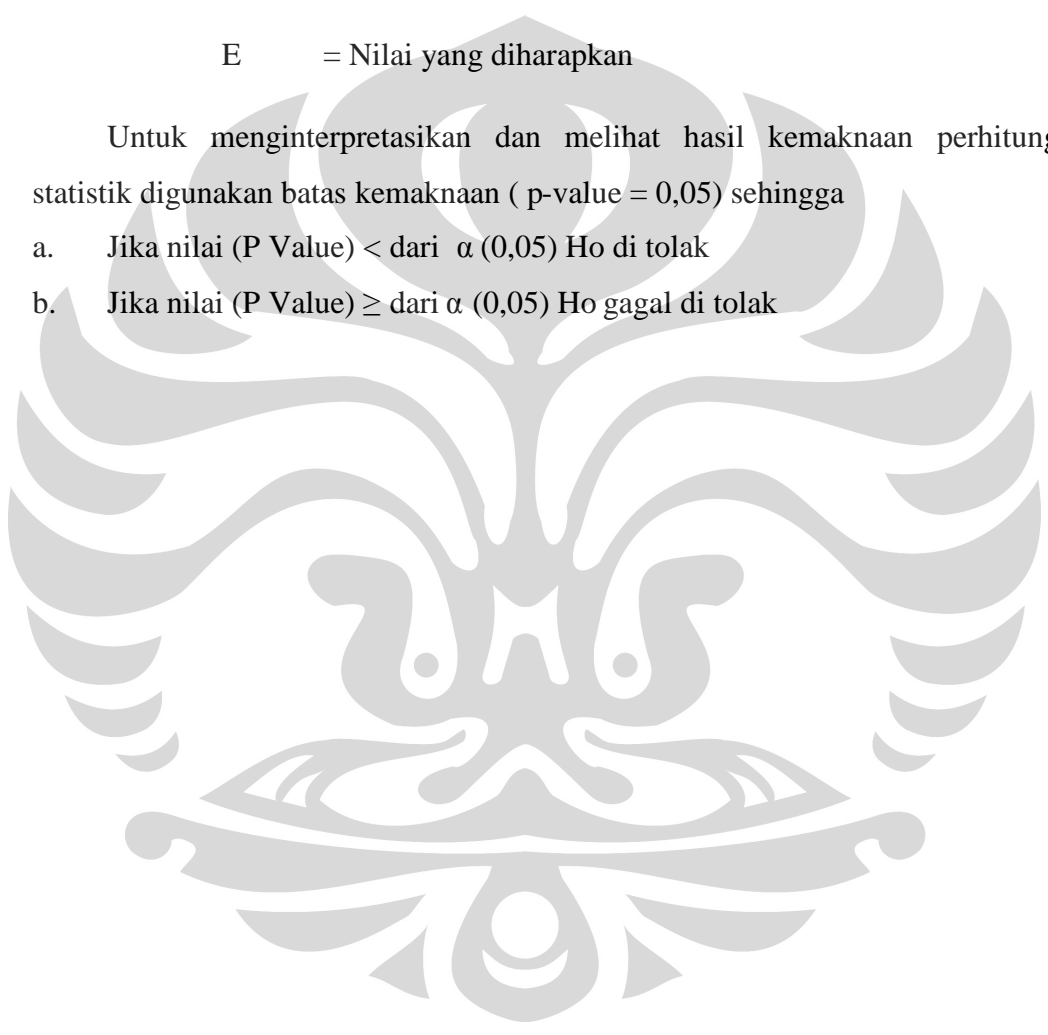 E = Nilai yang diharapkan
Untuk menginterpretasikan dan melihat hasil kemaknaan perhitung
statistik digunakan batas kemaknaan ( p-value = 0,05) sehingga
a. Jika nilai (P Value) < dari α (0,05) Ho di tolak
b. Jika nilai (P Value) ≥ dari α (0,05) Ho gagal di tolak